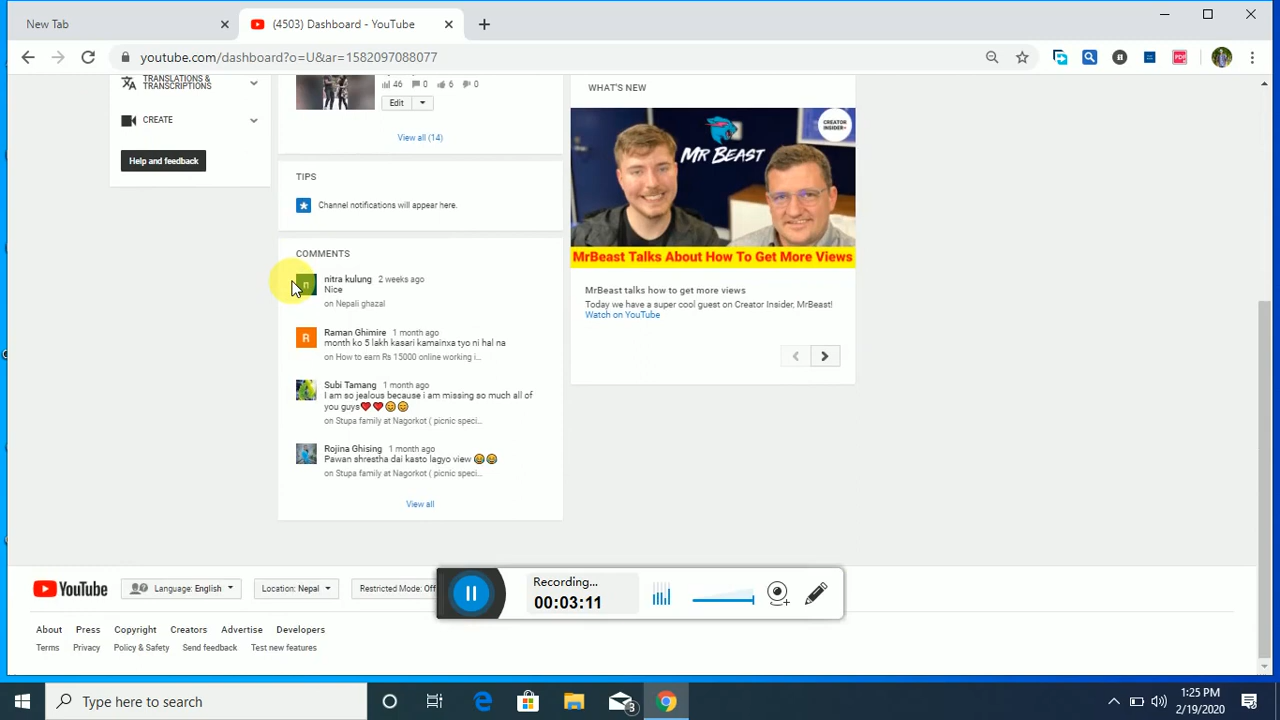 New Tab
(4503) Dashboard - YouTube
youtube.com/dashboard?o=U&ar=1582097088077
TRANSLATIONS &
TRANSCRIPTIONS
CREATE
Help and feedback
46 0 6 0
Edit
View all (14)
TIPS
Channel notifications will appear here.
COMMENTS
n
nitra kulung 2 weeks ago
Nice
on Nepali ghazal
R
Raman Ghimire 1 month ago
month ko 5 lakh kasari kamainxa tyo ni hal na
on How to earn Rs 15000 online working i...
Subi Tamang 1 month ago
I am so jealous because i am missing so much all of
you guys❤❤😊😊
on Stupa family at Nagorkot ( picnic speci...
Rojina Ghising 1 month ago
Pawan shrestha dai kasto lagyo view 😂😂
on Stupa family at Nagorkot ( picnic speci...
View all
WHAT'S NEW
CREATOR
INSIDER
MR BEAST
MrBeast Talks About How To Get More Views
MrBeast talks how to get more views
Today we have a super cool guest on Creator Insider, MrBeast!
Watch on YouTube
YouTube
Language: English
Location: Nepal
Restricted Mode: Off
Recording...
00:03:11
About Press Copyright Creators Advertise Developers
Terms Privacy Policy & Safety Send feedback Test new features
Type here to search
3
1:25 PM
2/19/2020
PDF